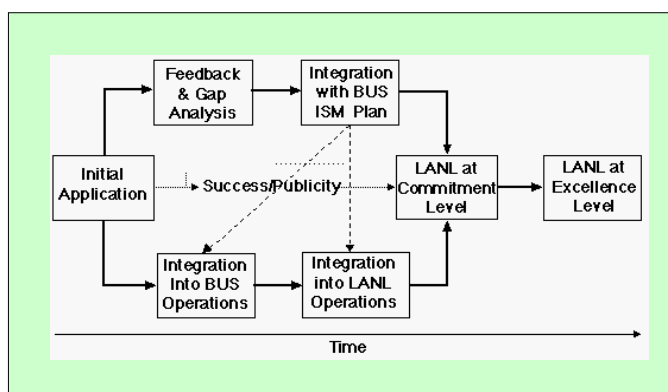 Feedback
& Gap
Analysis
Integration
with BUS
ISM Plan
Initial
Application
Success/Publicity
LANL at
Commitment
Level
LANL at
Excellence
Level
Integration
Into BUS
Operations
Integration
into LANL
Operations
Time